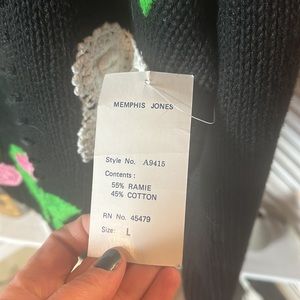 MEMPHIS JONES
Style No. A9415
Contents :
55% RAMIE
45% COTTON
RN No. 45479
Size: L